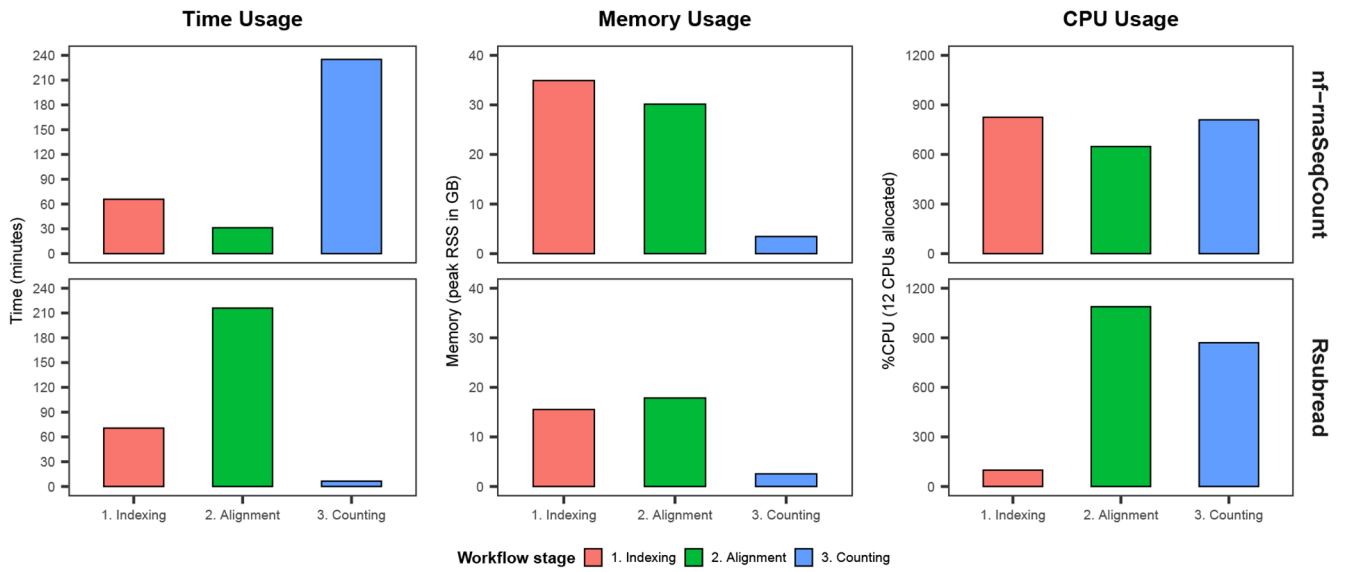 Time Usage
Memory Usage
CPU Usage
Time (minutes)
240
210
180
150
120
90
60
30
0
240
210
180
150
120
90
60
30
0
1. Indexing
2. Alignment
3. Counting
Memory (peak RSS in GB)
40
30
20
10
0
40
30
20
10
0
1. Indexing
2. Alignment
3. Counting
%CPU (12 CPUs allocated)
1200
900
600
300
0
1200
900
600
300
0
1. Indexing
2. Alignment
3. Counting
nf−rnaSeqCount
Rsubread
Workflow stage 1. Indexing 2. Alignment 3. Counting